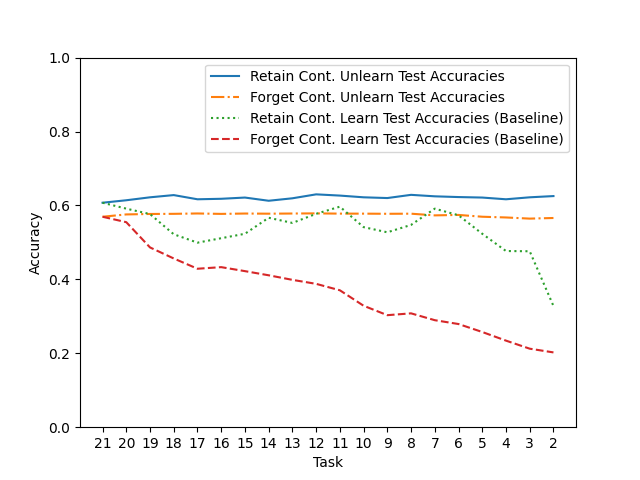 Retain Cont. Unlearn Test Accuracies
Forget Cont. Unlearn Test Accuracies
Retain Cont. Learn Test Accuracies (Baseline)
Forget Cont. Learn Test Accuracies (Baseline)
1.0
0.8
0.6
0.4
0.2
0.0
Accuracy
21 20 19 18 17 16 15 14 13 12 11 10 9 8 7 6 5 4 3 2
Task